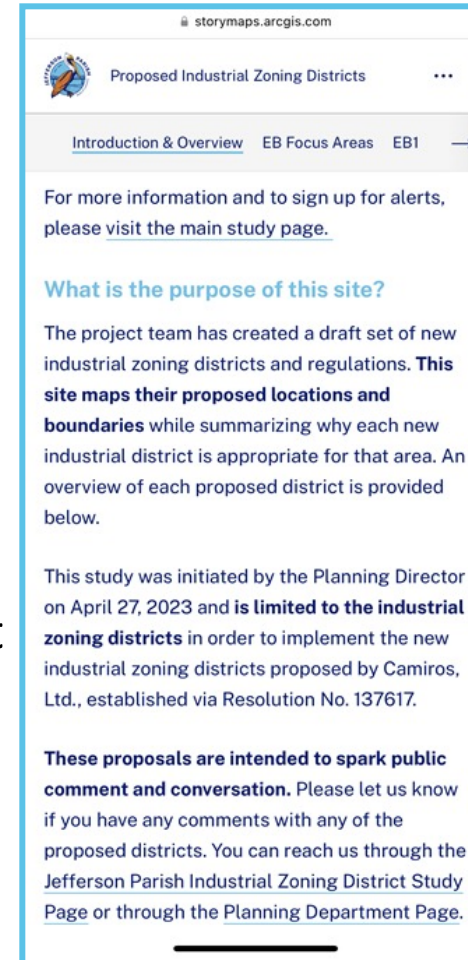 storymaps.arcgis.com
JEFFERSON PARISH
Proposed Industrial Zoning Districts
Introduction & Overview EB Focus Areas EB1
For more information and to sign up for alerts,
please visit the main study page.
What is the purpose of this site?
The project team has created a draft set of new
industrial zoning districts and regulations. This
site maps their proposed locations and
boundaries while summarizing why each new
industrial district is appropriate for that area. An
overview of each proposed district is provided
below.
This study was initiated by the Planning Director
on April 27, 2023 and is limited to the industrial
zoning districts in order to implement the new
industrial zoning districts proposed by Camiros,
Ltd., established via Resolution No. 137617.
These proposals are intended to spark public
comment and conversation. Please let us know
if you have any comments with any of the
proposed districts. You can reach us through the
Jefferson Parish Industrial Zoning District Study
Page or through the Planning Department Page.